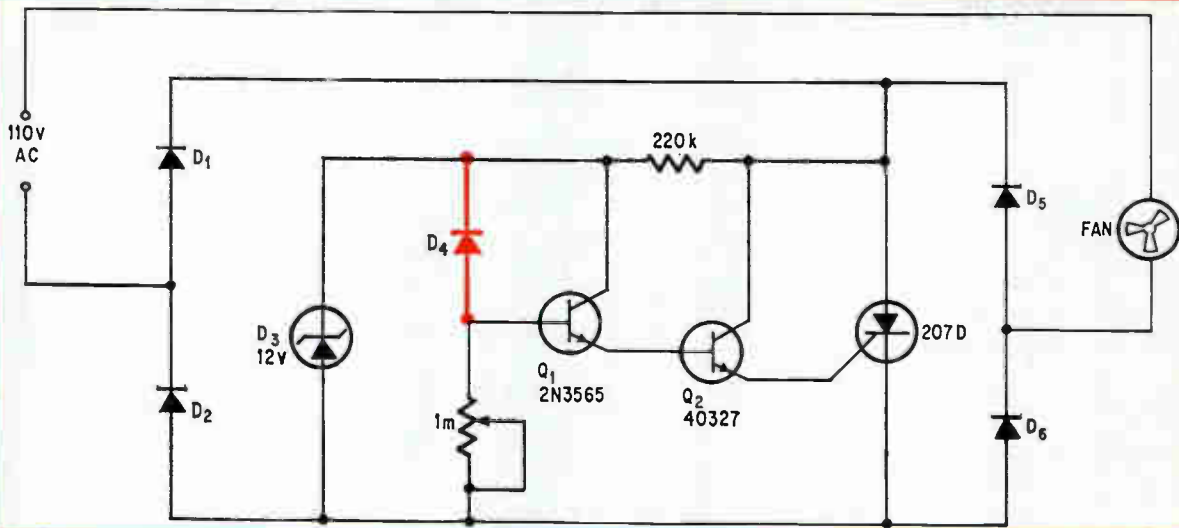 110V
AC
D1
D2
D3
12V
D4
1m
220k
Q1
2N3565
Q2
40327
207D
D5
D6
FAN